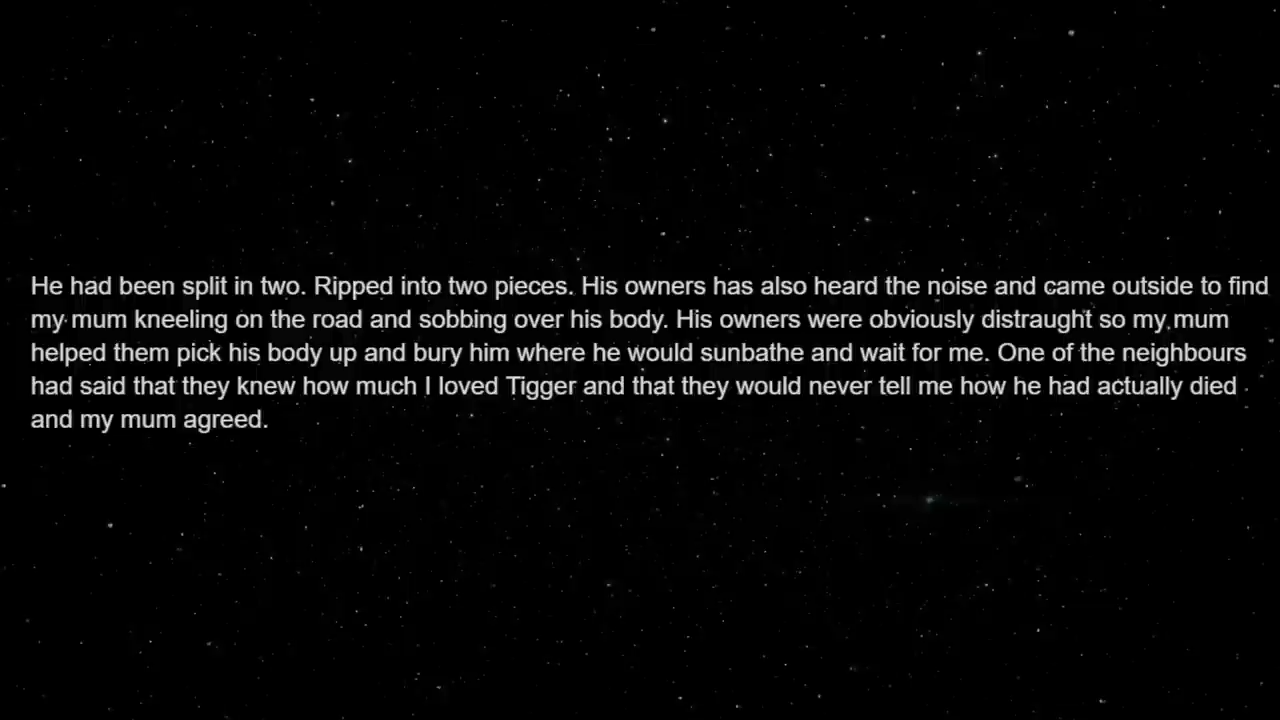 He had been split in two. Ripped into two pieces. His owners has also heard the noise and came outside to find
my mum kneeling on the road and sobbing over his body. His owners were obviously distraught so my mum
helped them pick his body up and bury him where he would sunbathe and wait for me. One of the neighbours
had said that they knew how much I loved Tigger and that they would never tell me how he had actually died
and my mum agreed.